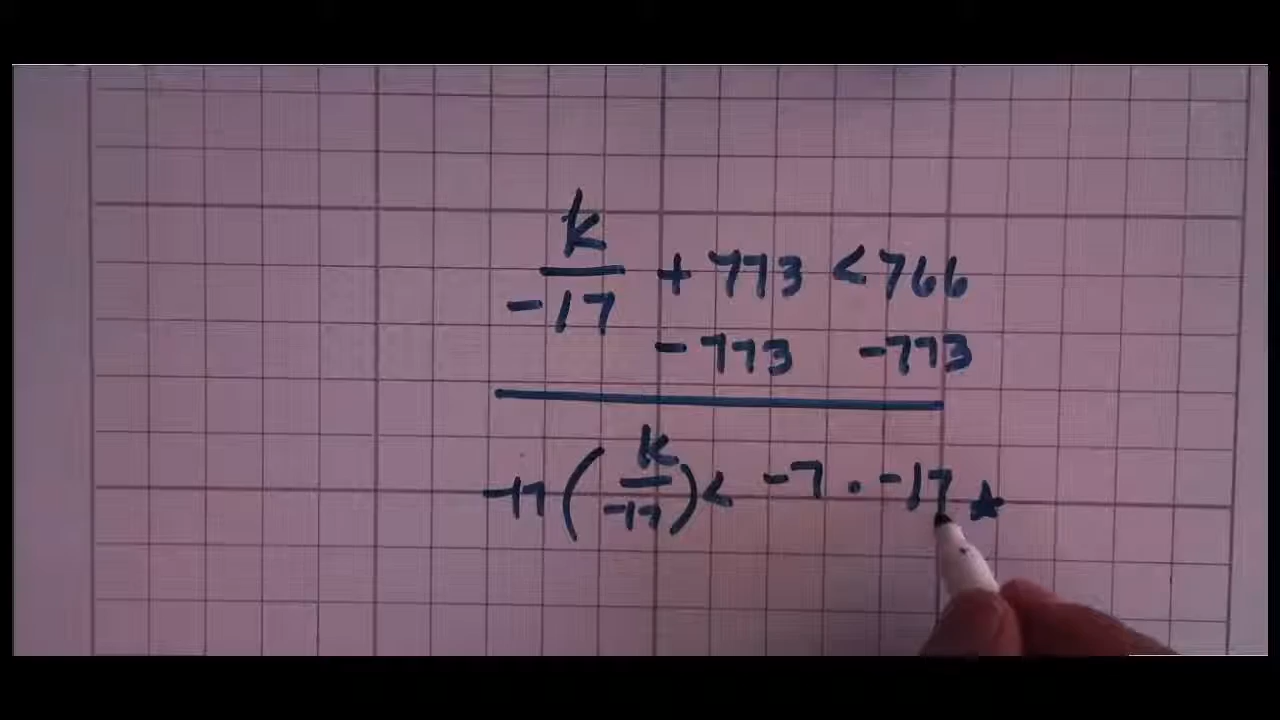 k
— + 773 < 766
-17
-773 -773
-17 ( k/-17 ) < -7 · -17 ★